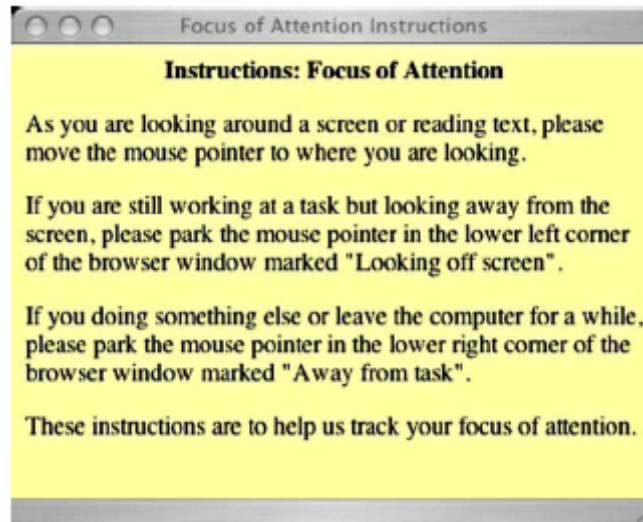 Focus of Attention Instructions
Instructions: Focus of Attention
As you are looking around a screen or reading text, please
move the mouse pointer to where you are looking.
If you are still working at a task but looking away from the
screen, please park the mouse pointer in the lower left corner
of the browser window marked "Looking off screen".
If you doing something else or leave the computer for a while,
please park the mouse pointer in the lower right corner of the
browser window marked "Away from task".
These instructions are to help us track your focus of attention.